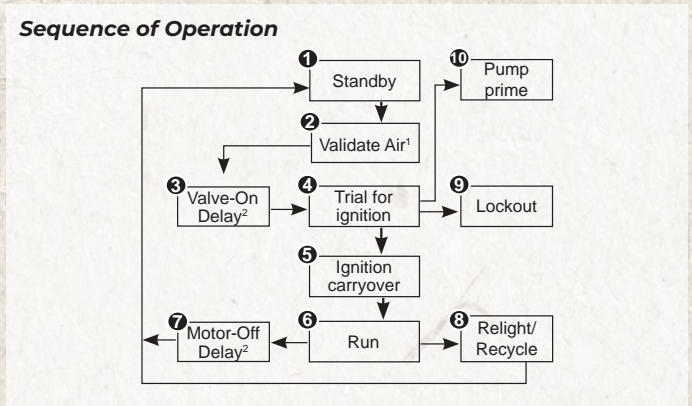 Sequence of Operation
1
Standby
10
Pump
prime
2
Validate Air¹
3
Valve-On
Delay²
4
Trial for
ignition
9
Lockout
5
Ignition
carryover
7
Motor-Off
Delay²
6
Run
8
Relight/
Recycle